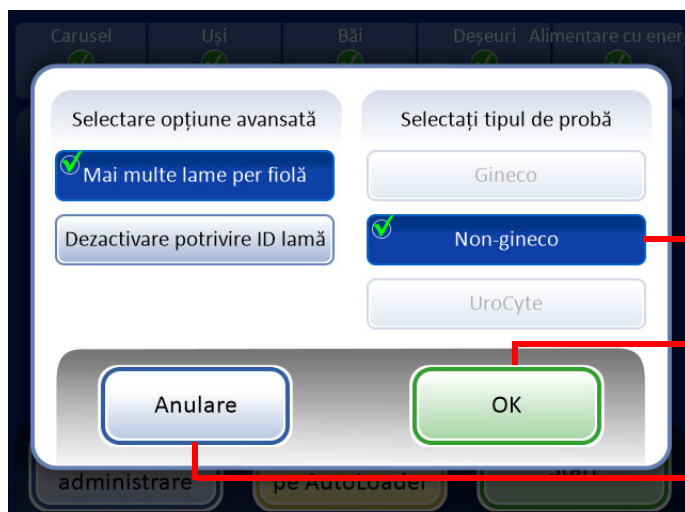 Carusel Uși Băi Deșeuri Alimentare cu ener
Selectare opțiune avansată
Mai multe lame per fiolă
Dezactivare potrivire ID lamă
Selectați tipul de probă
Gineco
Non-gineco
UroCyte
Anulare
OK
administrare pe AutoLoader